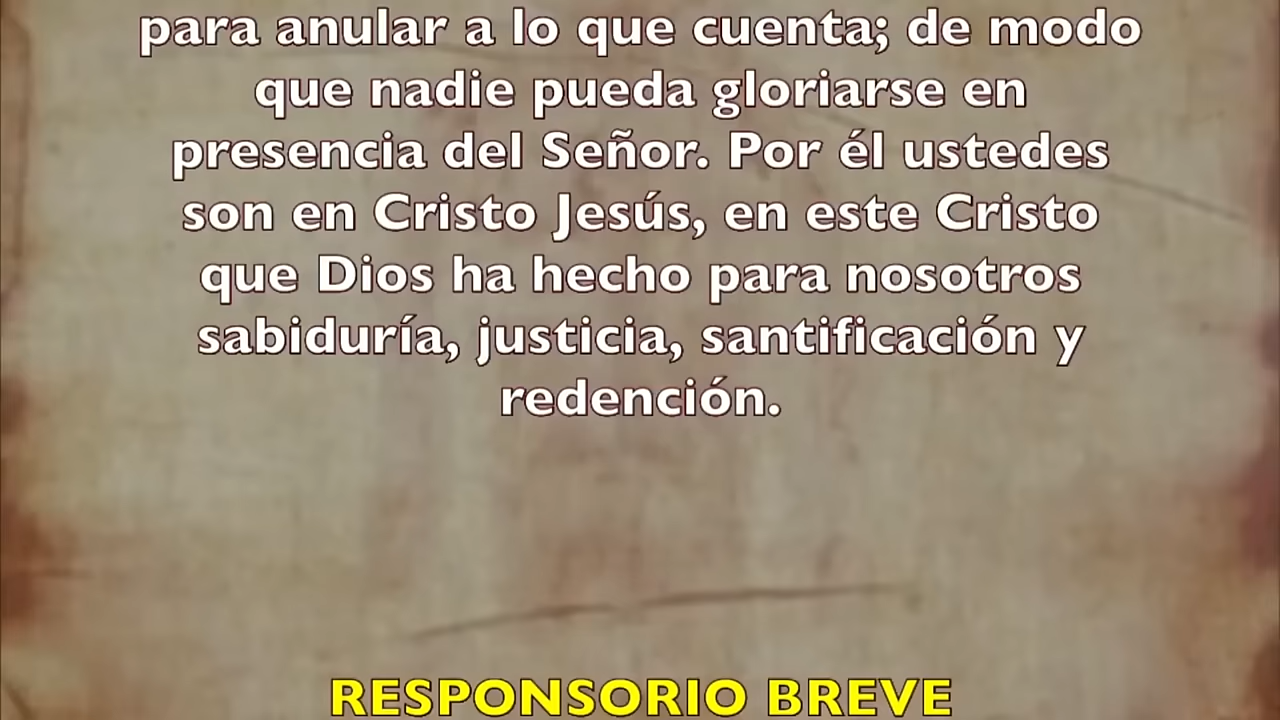 para anular a lo que cuenta; de modo
que nadie pueda gloriarse en
presencia del Señor. Por él ustedes
son en Cristo Jesús, en este Cristo
que Dios ha hecho para nosotros
sabiduría, justicia, santificación y
redención.
RESPONSORIO BREVE